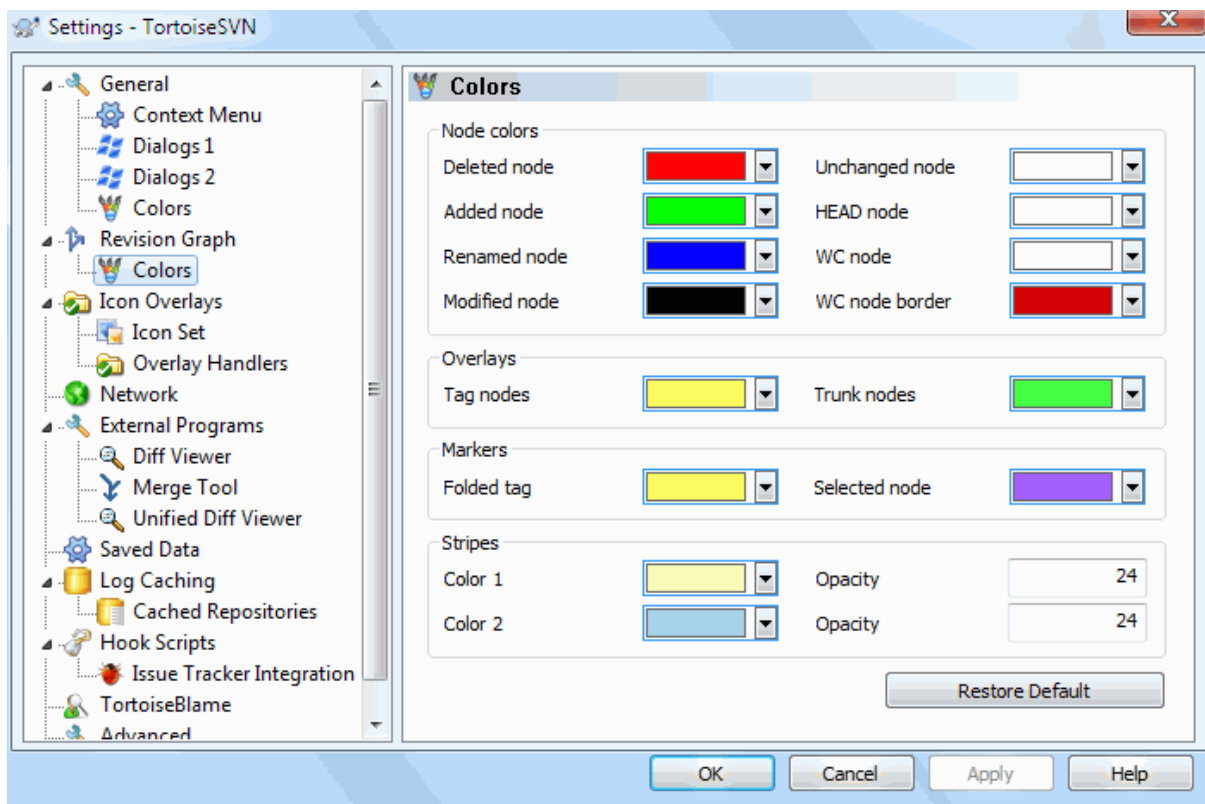 Settings - TortoiseSVN
General
Context Menu
Dialogs 1
Dialogs 2
Colors
Revision Graph
Colors
Icon Overlays
Icon Set
Overlay Handlers
Network
External Programs
Diff Viewer
Merge Tool
Unified Diff Viewer
Saved Data
Log Caching
Cached Repositories
Hook Scripts
Issue Tracker Integration
TortoiseBlame
Advanced
Colors
Node colors
Deleted node Unchanged node
Added node HEAD node
Renamed node WC node
Modified node WC node border
Overlays
Tag nodes Trunk nodes
Markers
Folded tag Selected node
Stripes
Color 1 Opacity 24
Color 2 Opacity 24
Restore Default
OK Cancel Apply Help